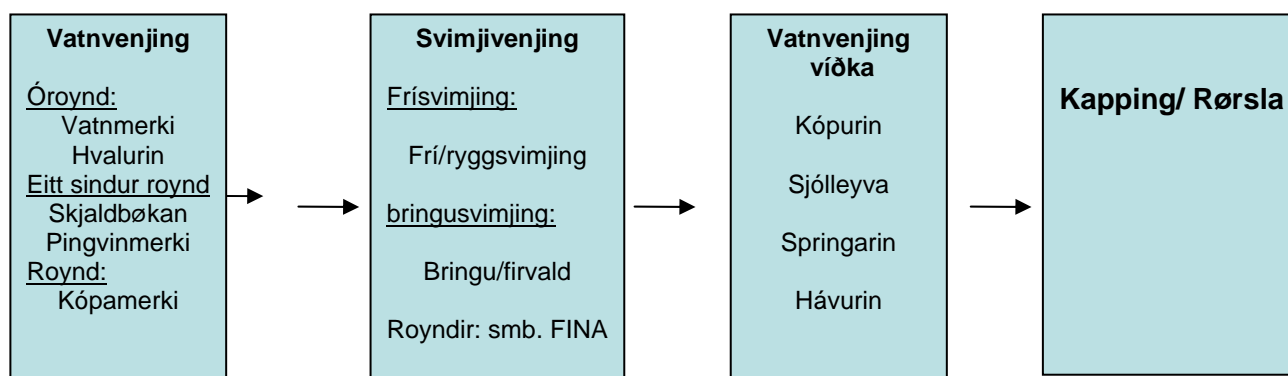 Vatnvenjing
Óroynd:
Vatnmerki
Hvalurin
Eitt sindur roynd
Skjaldbøkan
Pingvinmerki
Roynd:
Kópamerki
Svimjivenjing
Frísvimjing:
Frí/ryggsvimjing
bringusvimjing:
Bringu/firvald
Royndir: smb. FINA
Vatnvenjing
víðka
Kópurin
Sjólleyva
Springarin
Hávurin
Kapping/ Rørsla